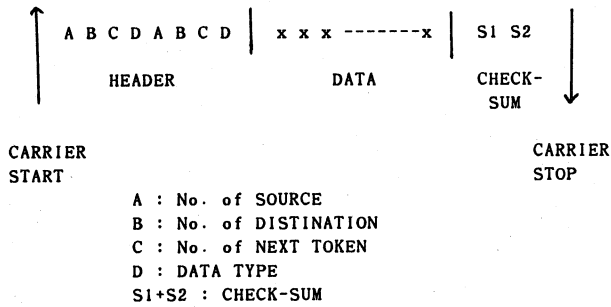 A B C D A B C D | x x x -------x | S1 S2
HEADER DATA CHECK-
SUM
CARRIER CARRIER
START STOP
A : No. of SOURCE
B : No. of DISTINATION
C : No. of NEXT TOKEN
D : DATA TYPE
S1+S2 : CHECK-SUM